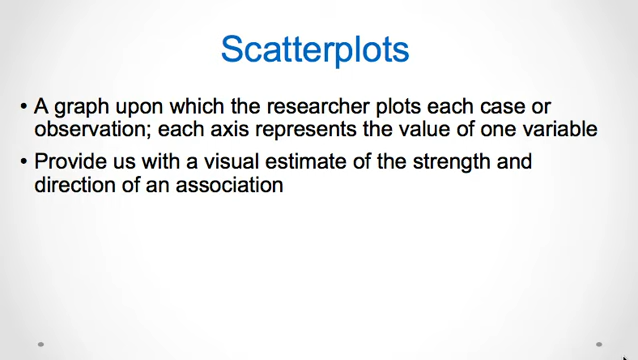 Scatterplots
• A graph upon which the researcher plots each case or
observation; each axis represents the value of one variable
• Provide us with a visual estimate of the strength and
direction of an association